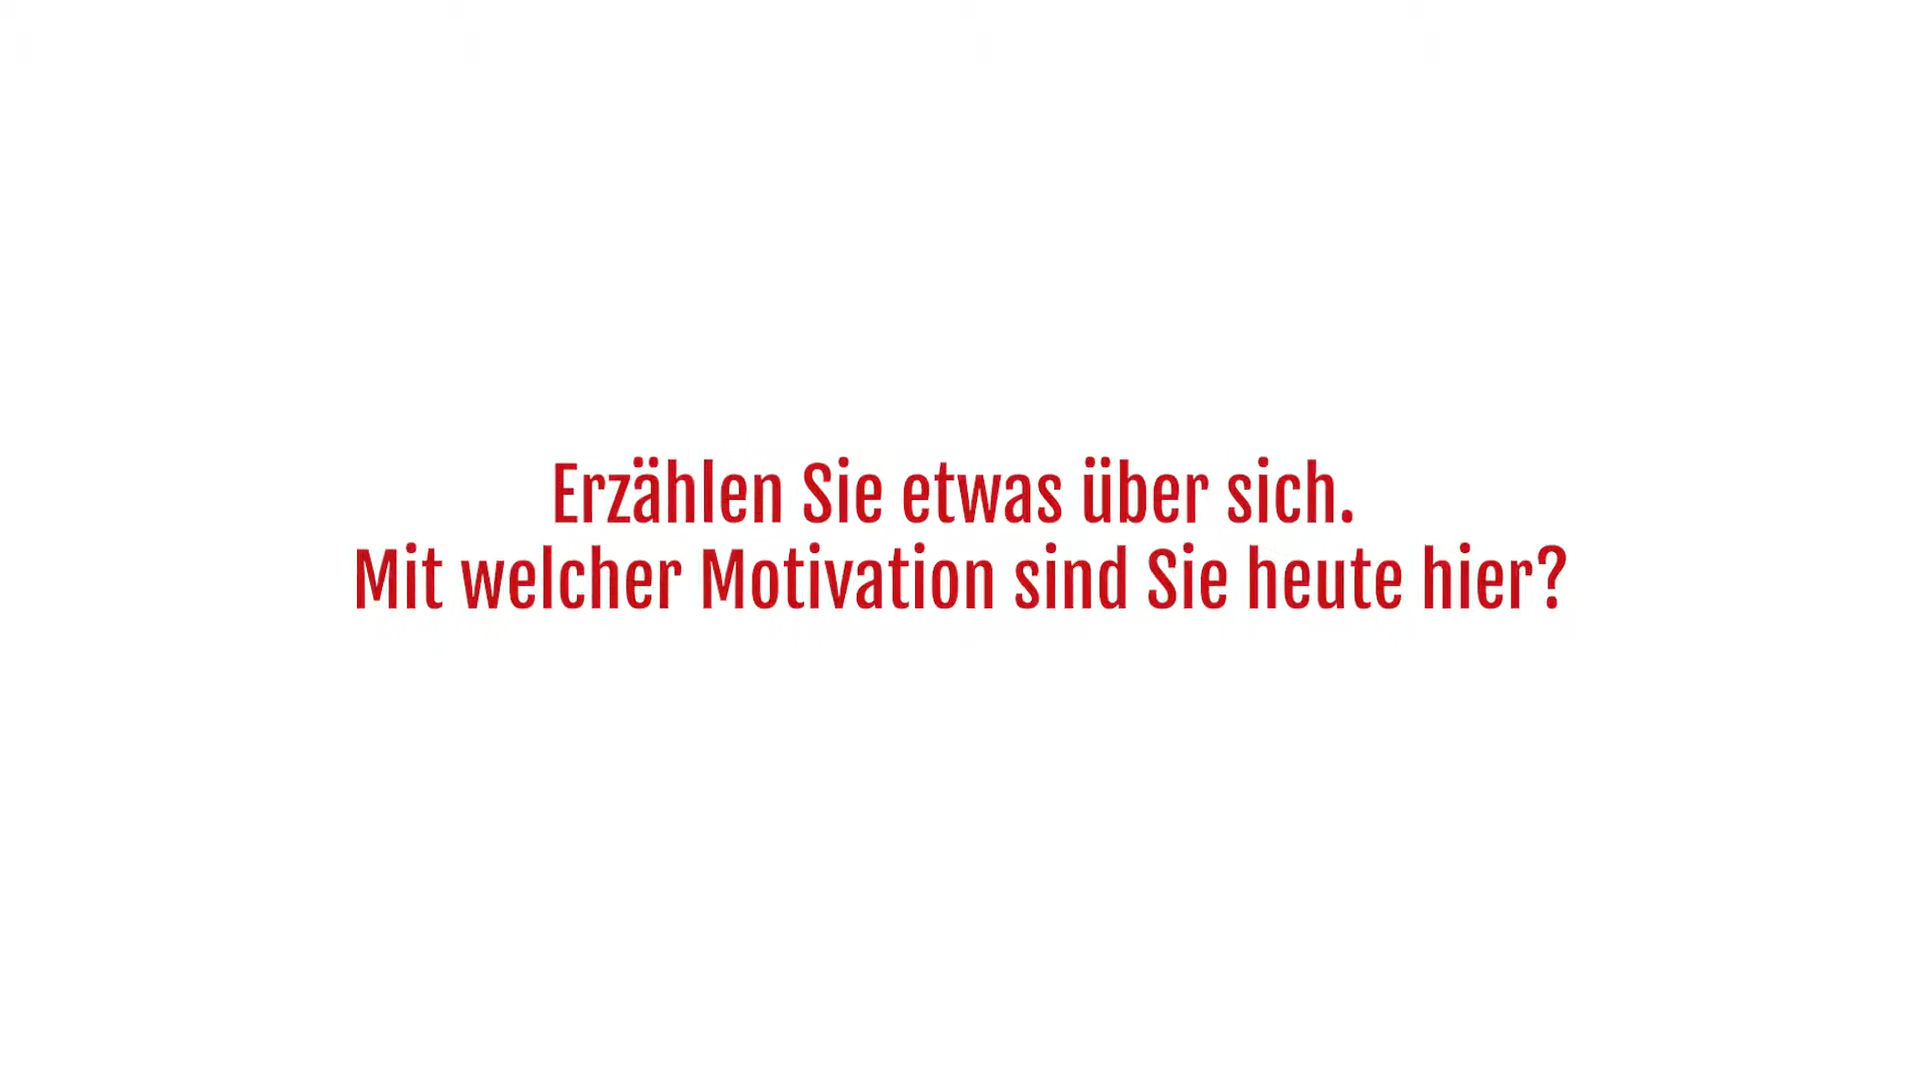 Erzählen Sie etwas über sich.
Mit welcher Motivation sind Sie heute hier?